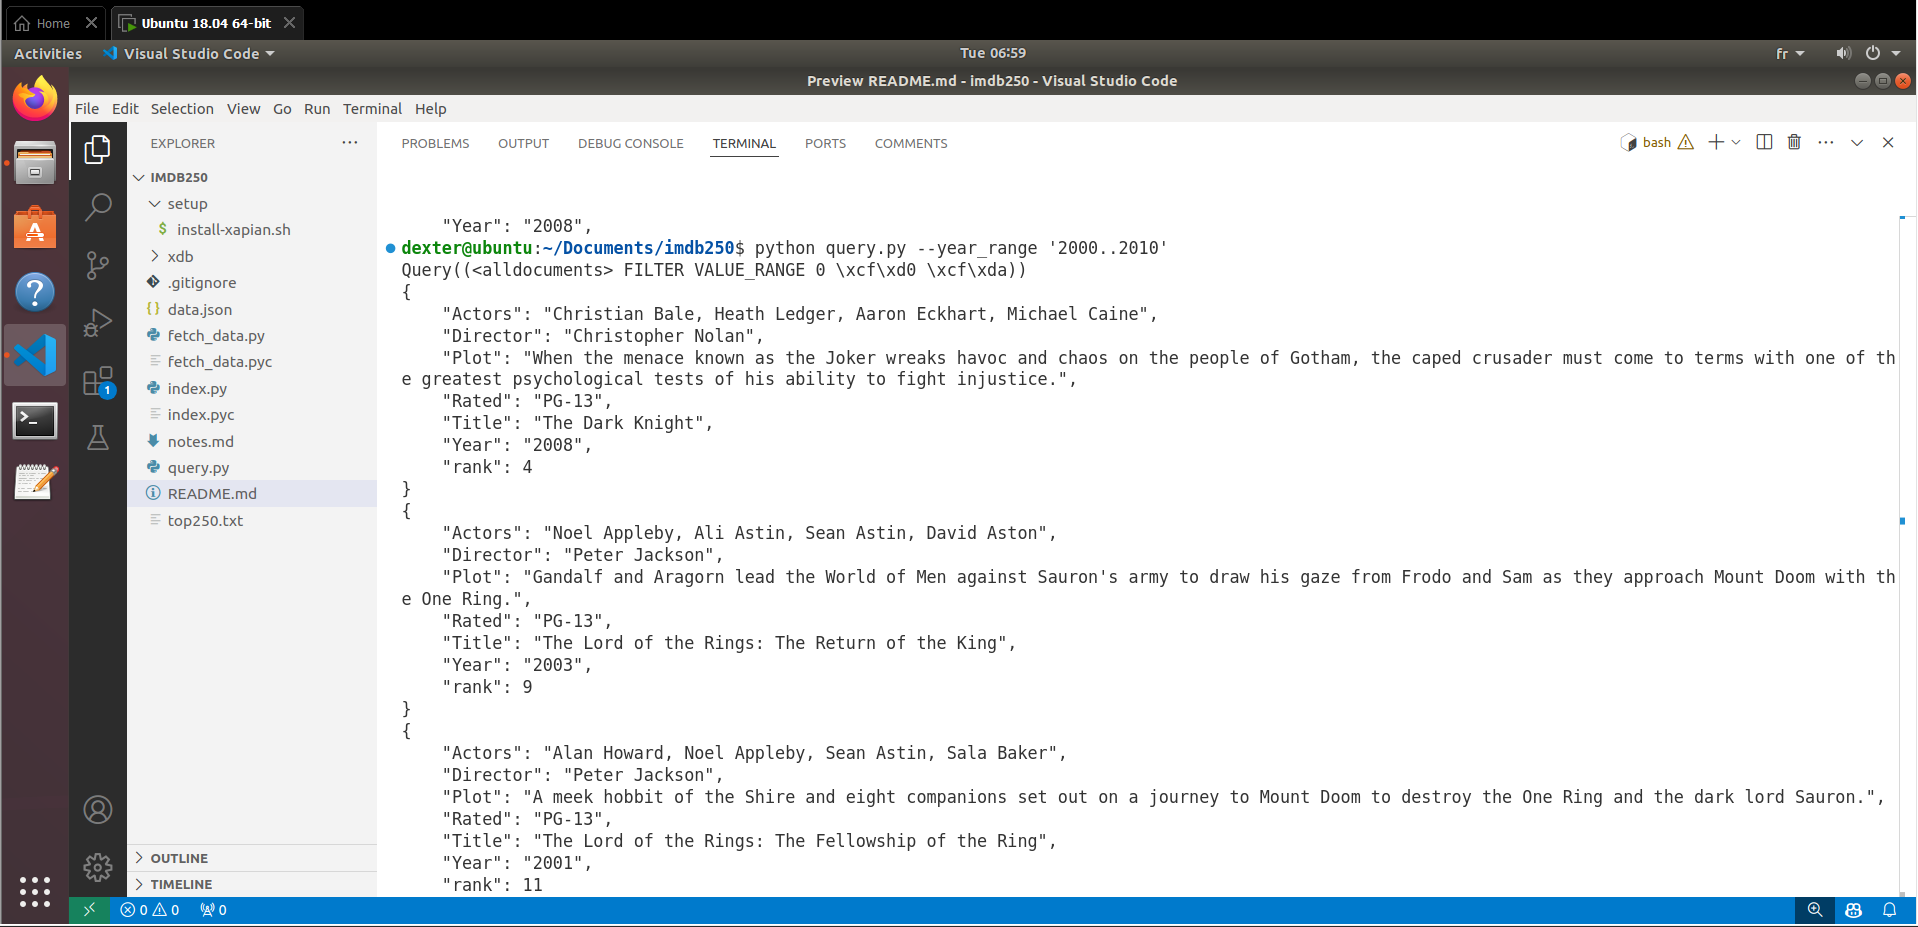 Home
Ubuntu 18.04 64-bit
Activities
Visual Studio Code
Tue 06:59
fr
Preview README.md - imdb250 - Visual Studio Code
File Edit Selection View Go Run Terminal Help
EXPLORER
PROBLEMS OUTPUT DEBUG CONSOLE TERMINAL PORTS COMMENTS
bash
IMDB250
setup
$ install-xapian.sh
xdb
.gitignore
{} data.json
fetch_data.py
fetch_data.pyc
1
index.py
index.pyc
notes.md
query.py
README.md
top250.txt
OUTLINE
TIMELINE
"Year": "2008",
dexter@ubuntu:~/Documents/imdb250$ python query.py --year_range '2000..2010'
Query((<alldocuments> FILTER VALUE_RANGE 0 \xcf\xd0 \xcf\xda))
{
"Actors": "Christian Bale, Heath Ledger, Aaron Eckhart, Michael Caine",
"Director": "Christopher Nolan",
"Plot": "When the menace known as the Joker wreaks havoc and chaos on the people of Gotham, the caped crusader must come to terms with one of th
e greatest psychological tests of his ability to fight injustice.",
"Rated": "PG-13",
"Title": "The Dark Knight",
"Year": "2008",
"rank": 4
}
{
"Actors": "Noel Appleby, Ali Astin, Sean Astin, David Aston",
"Director": "Peter Jackson",
"Plot": "Gandalf and Aragorn lead the World of Men against Sauron's army to draw his gaze from Frodo and Sam as they approach Mount Doom with th
e One Ring.",
"Rated": "PG-13",
"Title": "The Lord of the Rings: The Return of the King",
"Year": "2003",
"rank": 9
}
{
"Actors": "Alan Howard, Noel Appleby, Sean Astin, Sala Baker",
"Director": "Peter Jackson",
"Plot": "A meek hobbit of the Shire and eight companions set out on a journey to Mount Doom to destroy the One Ring and the dark lord Sauron.",
"Rated": "PG-13",
"Title": "The Lord of the Rings: The Fellowship of the Ring",
"Year": "2001",
"rank": 11
0 0 0